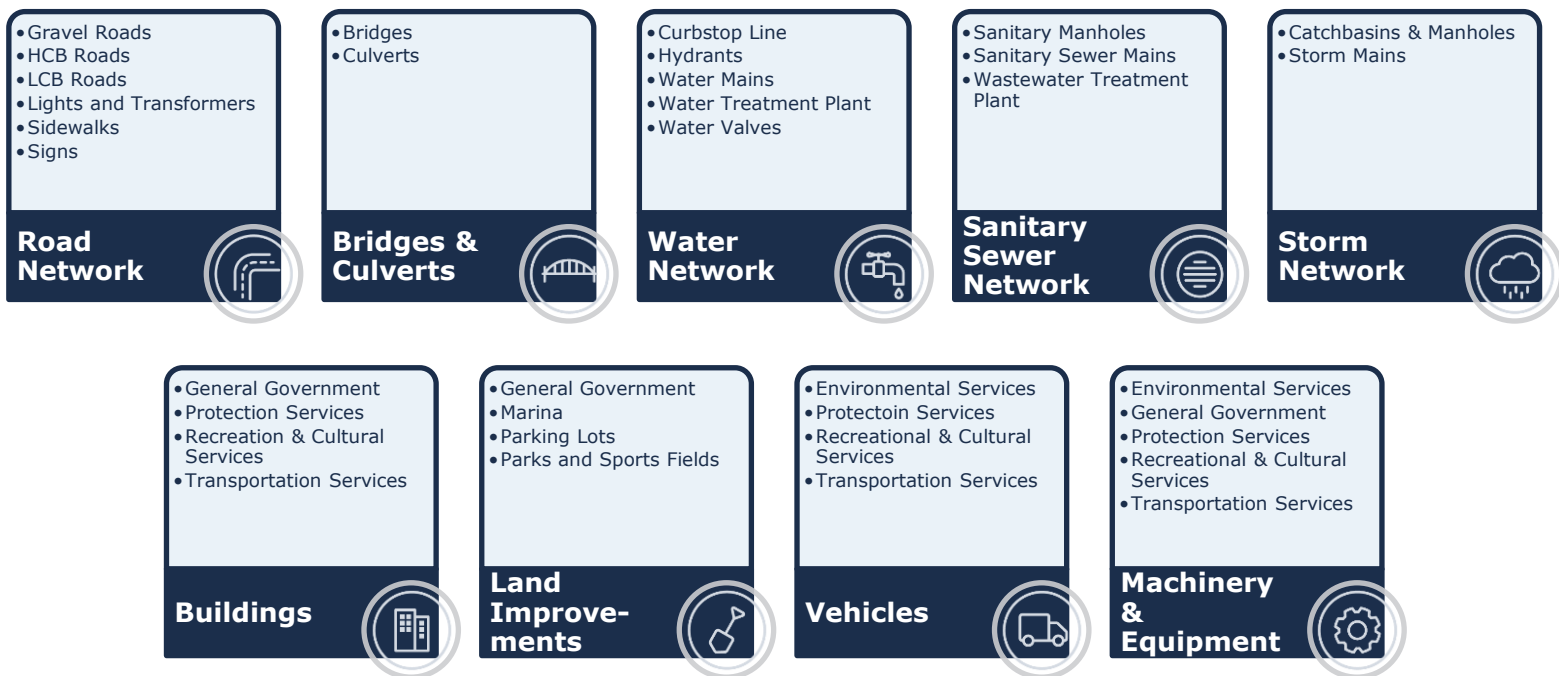 •Gravel Roads
•HCB Roads
•LCB Roads
•Lights and Transformers
•Sidewalks
•Signs
Road
Network
•Bridges
•Culverts
Bridges &
Culverts
•Curbstop Line
•Hydrants
•Water Mains
•Water Treatment Plant
•Water Valves
Water
Network
•Sanitary Manholes
•Sanitary Sewer Mains
•Wastewater Treatment
Plant
Sanitary
Sewer
Network
•Catchbasins & Manholes
•Storm Mains
Storm
Network
•General Government
•Protection Services
•Recreation & Cultural
Services
•Transportation Services
Buildings
•General Government
•Marina
•Parking Lots
•Parks and Sports Fields
Land
Improve-
ments
•Environmental Services
•Protectoin Services
•Recreational & Cultural
Services
•Transportation Services
Vehicles
•Environmental Services
•General Government
•Protection Services
•Recreational & Cultural
Services
•Transportation Services
Machinery
&
Equipment